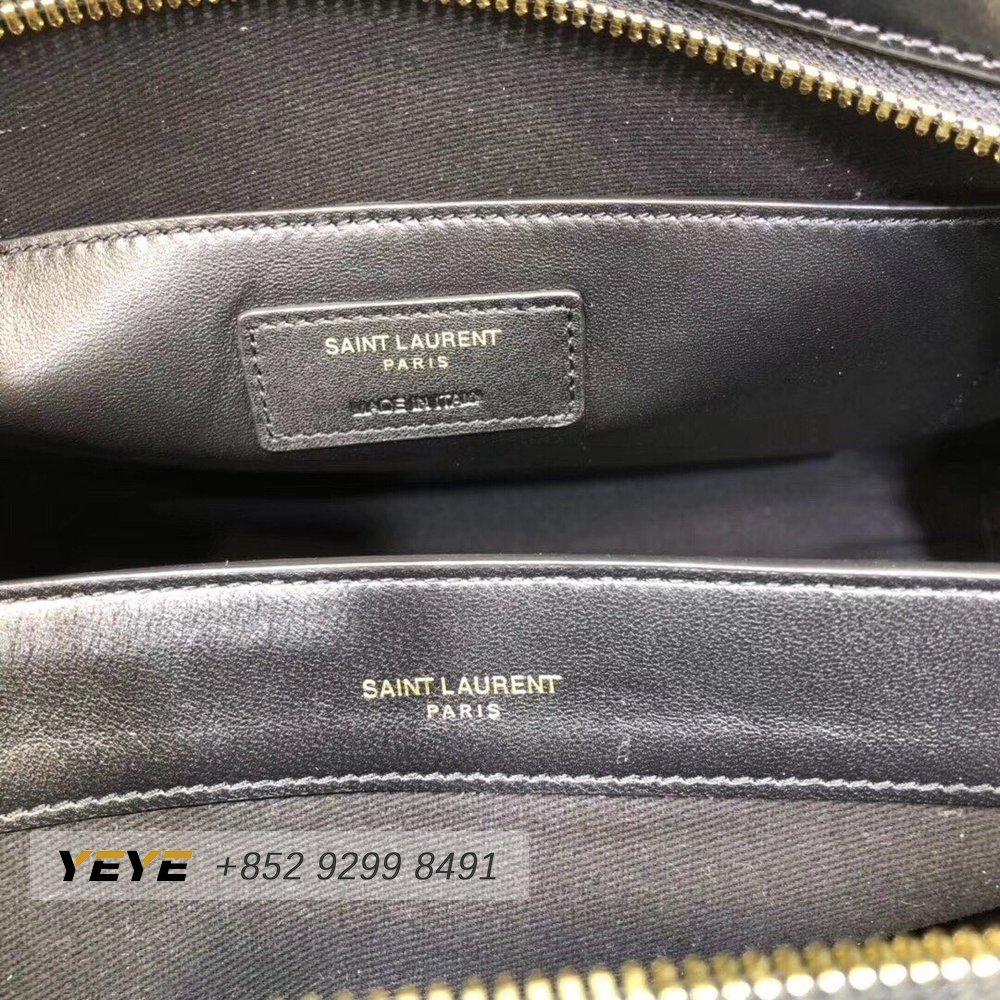 SAINT LAURENT
PARIS
MADE IN ITALY
SAINT LAURENT
PARIS
YEYE +852 9299 8491